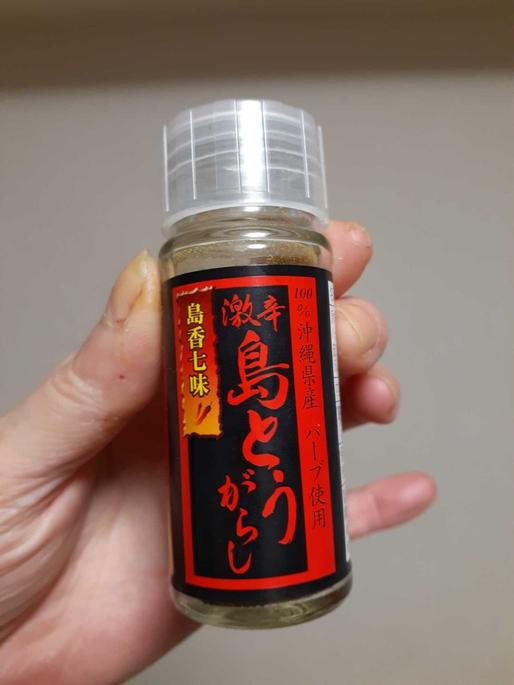 100%沖縄県産 ハーブ使用
激辛
島とう
がらし
島香七味